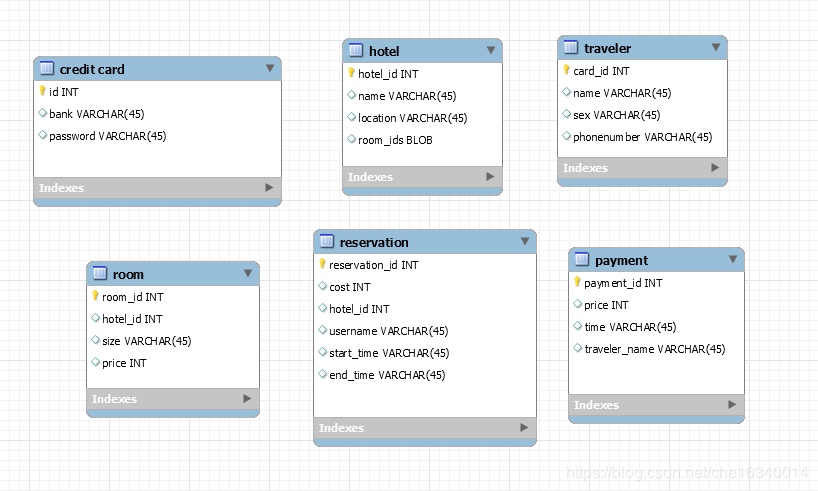 credit card
id INT
bank VARCHAR(45)
password VARCHAR(45)
Indexes
hotel
hotel_id INT
name VARCHAR(45)
location VARCHAR(45)
room_ids BLOB
Indexes
traveler
card_id INT
name VARCHAR(45)
sex VARCHAR(45)
phonenumber VARCHAR(45)
Indexes
room
room_id INT
hotel_id INT
size VARCHAR(45)
price INT
Indexes
reservation
reservation_id INT
cost INT
hotel_id INT
username VARCHAR(45)
start_time VARCHAR(45)
end_time VARCHAR(45)
Indexes
payment
payment_id INT
price INT
time VARCHAR(45)
traveler_name VARCHAR(45)
Indexes
https://blog.csdn.net/che16340014